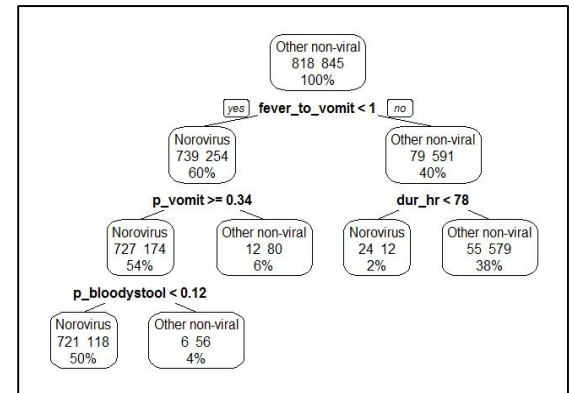 Other non-viral
818 845
100%
yes fever_to_vomit < 1 no
Norovirus
739 254
60%
Other non-viral
79 591
40%
p_vomit >= 0.34
dur_hr < 78
Norovirus
727 174
54%
Other non-viral
12 80
6%
Norovirus
24 12
2%
Other non-viral
55 579
38%
p_bloodystool < 0.12
Norovirus
721 118
50%
Other non-viral
6 56
4%